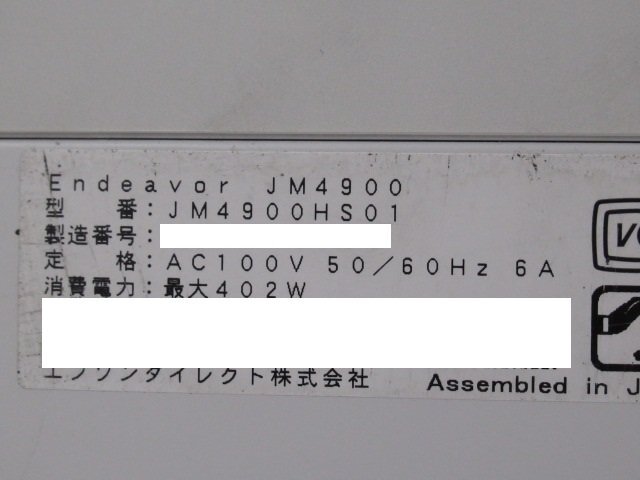 Endeavor JM4900
型 番：JM4900HS01
製造番号：
定 格：AC100V 50／60Hz 6A
消費電力：最大402W
エプソンダイレクト株式会社
Assembled in